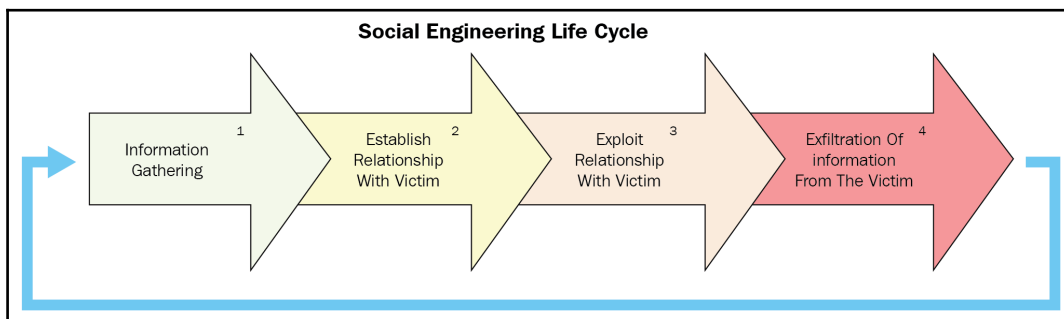 Social Engineering Life Cycle
1
Information
Gathering
2
Establish
Relationship
With Victim
3
Exploit
Relationship
With Victim
4
Exfiltration Of
information
From The Victim